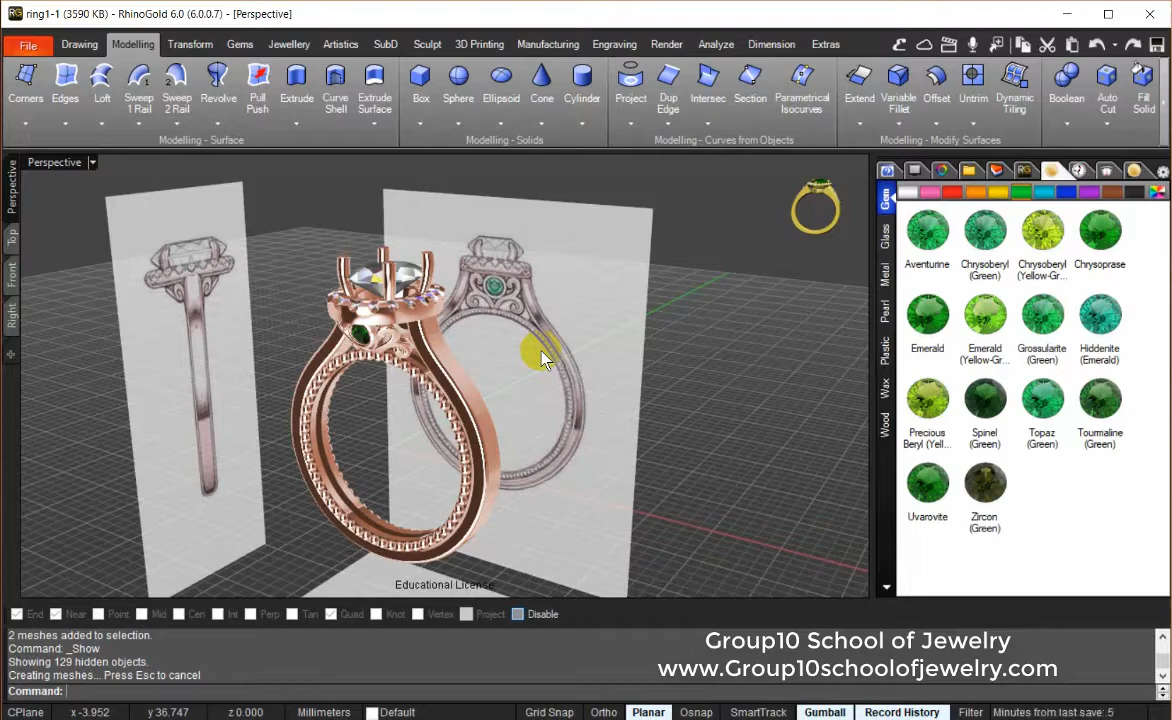 RG ring1-1 (3590 KB) - RhinoGold 6.0 (6.0.0.7) - [Perspective]
File Drawing Modelling Transform Gems Jewellery Artistics SubD Sculpt 3D Printing Manufacturing Engraving Render Analyze Dimension Extras
Corners Edges Loft Sweep 1 Rail Sweep 2 Rail Revolve Pull Push Extrude Curve Shell Extrude Surface Box Sphere Ellipsoid Cone Cylinder Project Dup Edge Intersec Section Parametrical Isocurves Extend Variable Fillet Offset Untrim Dynamic Tiling Boolean Auto Cut Fill Solid
Modelling - Surface Modelling - Solids Modelling - Curves from Objects Modelling - Modify Surfaces
Perspective
Perspective
Top
Front
Right
RG
Gem
Glass
Metal
Pearl
Plastic
Wax
Wood
Aventurine Chrysoberyl (Green) Chrysoberyl (Yellow-Gr... Chrysoprase
Emerald Emerald (Yellow-Gr... Grossularite (Green) Hiddenite (Emerald)
Precious Beryl (Yell... Spinel (Green) Topaz (Green) Tourmaline (Green)
Uvarovite Zircon (Green)
Educational License
End Near Point Mid Cen Int Perp Tan Quad Knot Vertex Project Disable
2 meshes added to selection.
Command: _Show
Showing 129 hidden objects.
Creating meshes... Press Esc to cancel
Command:
Group10 School of Jewelry
www.Group10schoolofjewelry.com
CPlane x -3.952 y 36.747 z 0.000 Millimeters Default Grid Snap Ortho Planar Osnap SmartTrack Gumball Record History Filter Minutes from last save: 5